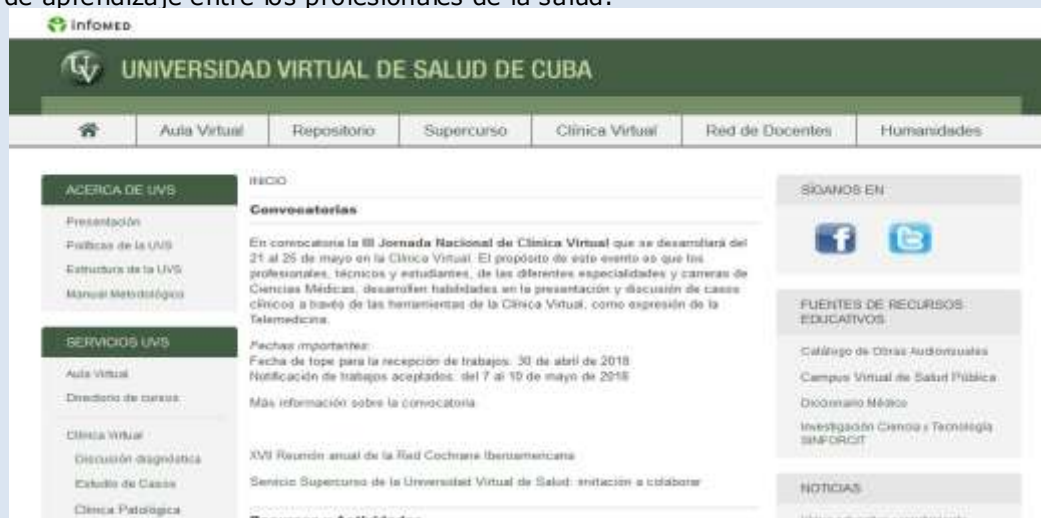 de aprendizaje entre los profesionales de la salud.
infoMED
UNIVERSIDAD VIRTUAL DE SALUD DE CUBA
Aula Virtual
Repositorio
Supercurso
Clínica Virtual
Red de Docentes
Humanidades
ACERCA DE UVS
Presentación
Políticas de la UVS
Estructura de la UVS
Manual Metodológico
SERVICIOS UVS
Aula Virtual
Directorio de cursos
Clínica Virtual
Discusión diagnóstica
Estudio de Casos
Clínica Patológica
INICIO
Convocatorias
En convocatoria la III Jornada Nacional de Clínica Virtual que se desarrollará del
21 al 25 de mayo en la Clínica Virtual. El propósito de este evento es que los
profesionales, técnicos y estudiantes, de las diferentes especialidades y carreras de
Ciencias Médicas, desarrollen habilidades en la presentación y discusión de casos
clínicos a través de las herramientas de la Clínica Virtual, como expresión de la
Telemedicina.
Fechas importantes:
Fecha de tope para la recepción de trabajos: 30 de abril de 2018
Notificación de trabajos aceptados: del 7 al 10 de mayo de 2018
Más información sobre la convocatoria
XVII Reunión anual de la Red Cochrane Iberoamericana
Servicio Supercurso de la Universidad Virtual de Salud: invitación a colaborar
SÍGANOS EN
FUENTES DE RECURSOS
EDUCATIVOS
Catálogo de Obras Audiovisuales
Campus Virtual de Salud Pública
Diccionario Médico
Investigación Ciencia y Tecnología
NOTICIAS